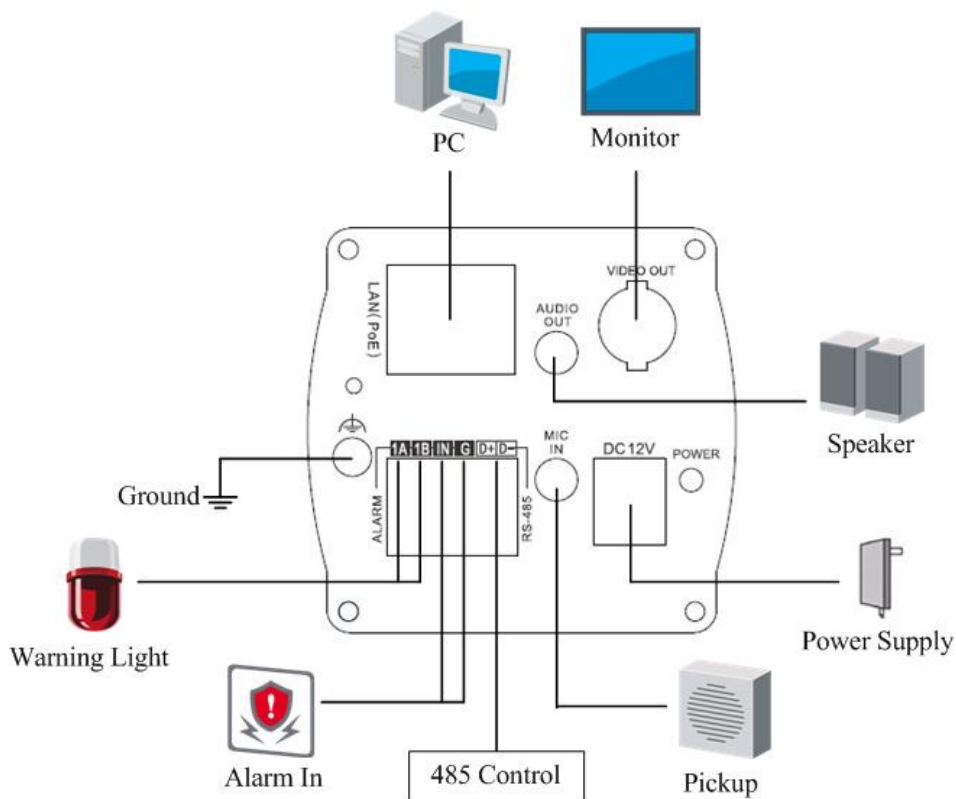 PC
Monitor
LAN(PoE)
AUDIO
OUT
VIDEO OUT
Speaker
1A 1B IN G D+ D-
ALARM
RS-485
MIC
IN
DC 12V
POWER
Ground
Warning Light
Power Supply
Alarm In
485 Control
Pickup
!